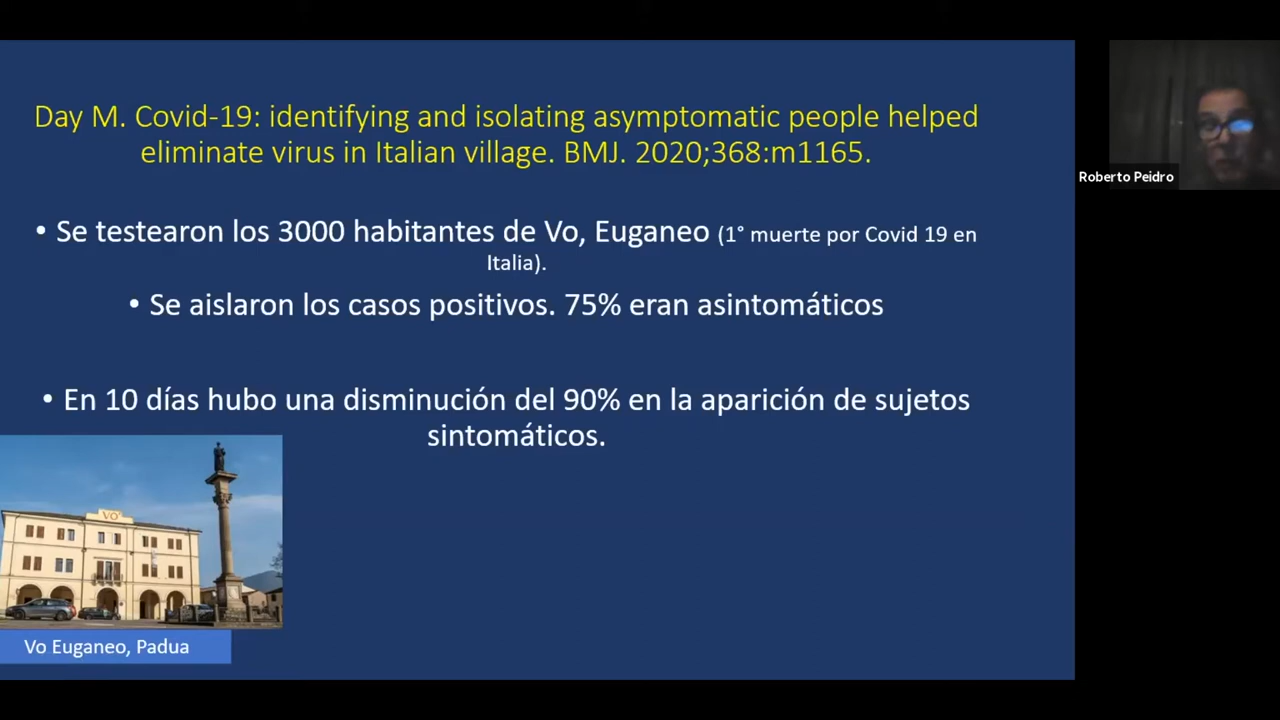 Day M. Covid-19: identifying and isolating asymptomatic people helped
eliminate virus in Italian village. BMJ. 2020;368:m1165.
• Se testearon los 3000 habitantes de Vo, Euganeo (1° muerte por Covid 19 en
Italia).
• Se aislaron los casos positivos. 75% eran asintomáticos
• En 10 días hubo una disminución del 90% en la aparición de sujetos
sintomáticos.
VO'
Vo Euganeo, Padua
Roberto Peidro